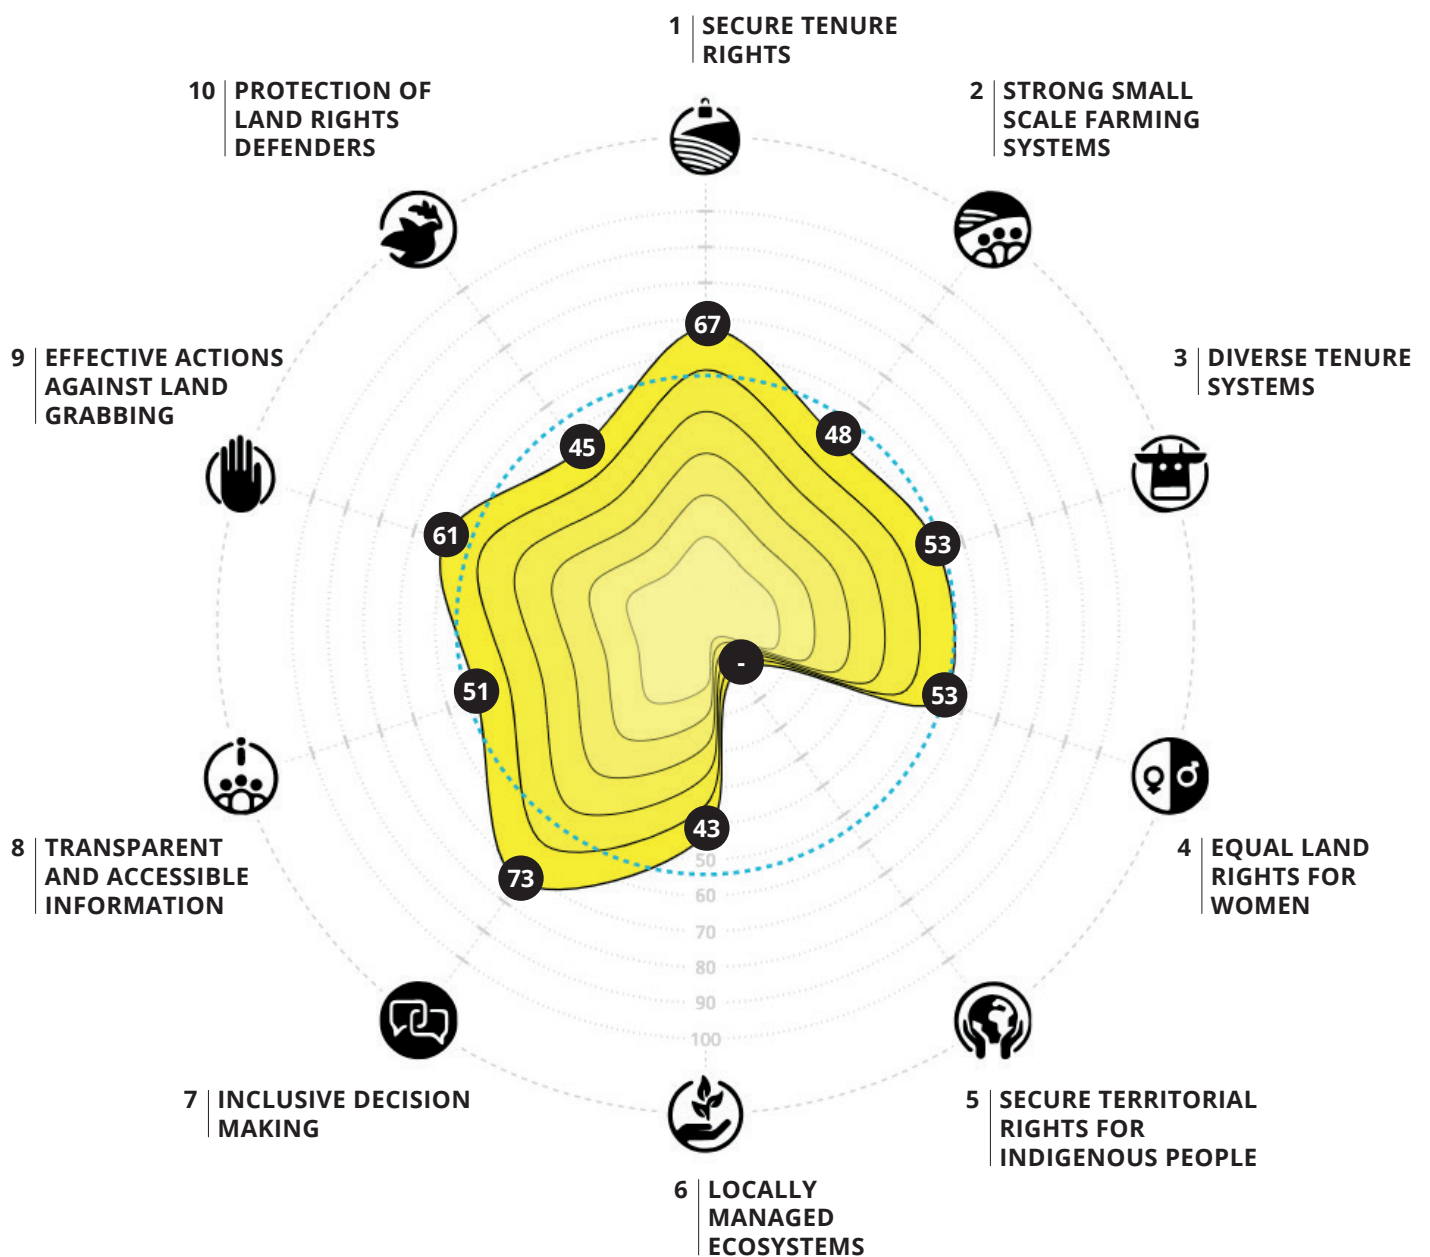 1 SECURE TENURE
RIGHTS
2 STRONG SMALL
SCALE FARMING
SYSTEMS
3 DIVERSE TENURE
SYSTEMS
4 EQUAL LAND
RIGHTS FOR
WOMEN
5 SECURE TERRITORIAL
RIGHTS FOR
INDIGENOUS PEOPLE
6 LOCALLY
MANAGED
ECOSYSTEMS
7 INCLUSIVE DECISION
MAKING
8 TRANSPARENT
AND ACCESSIBLE
INFORMATION
9 EFFECTIVE ACTIONS
AGAINST LAND
GRABBING
10 PROTECTION OF
LAND RIGHTS
DEFENDERS
67
48
53
53
-
43
73
51
61
45
50
60
70
80
90
100